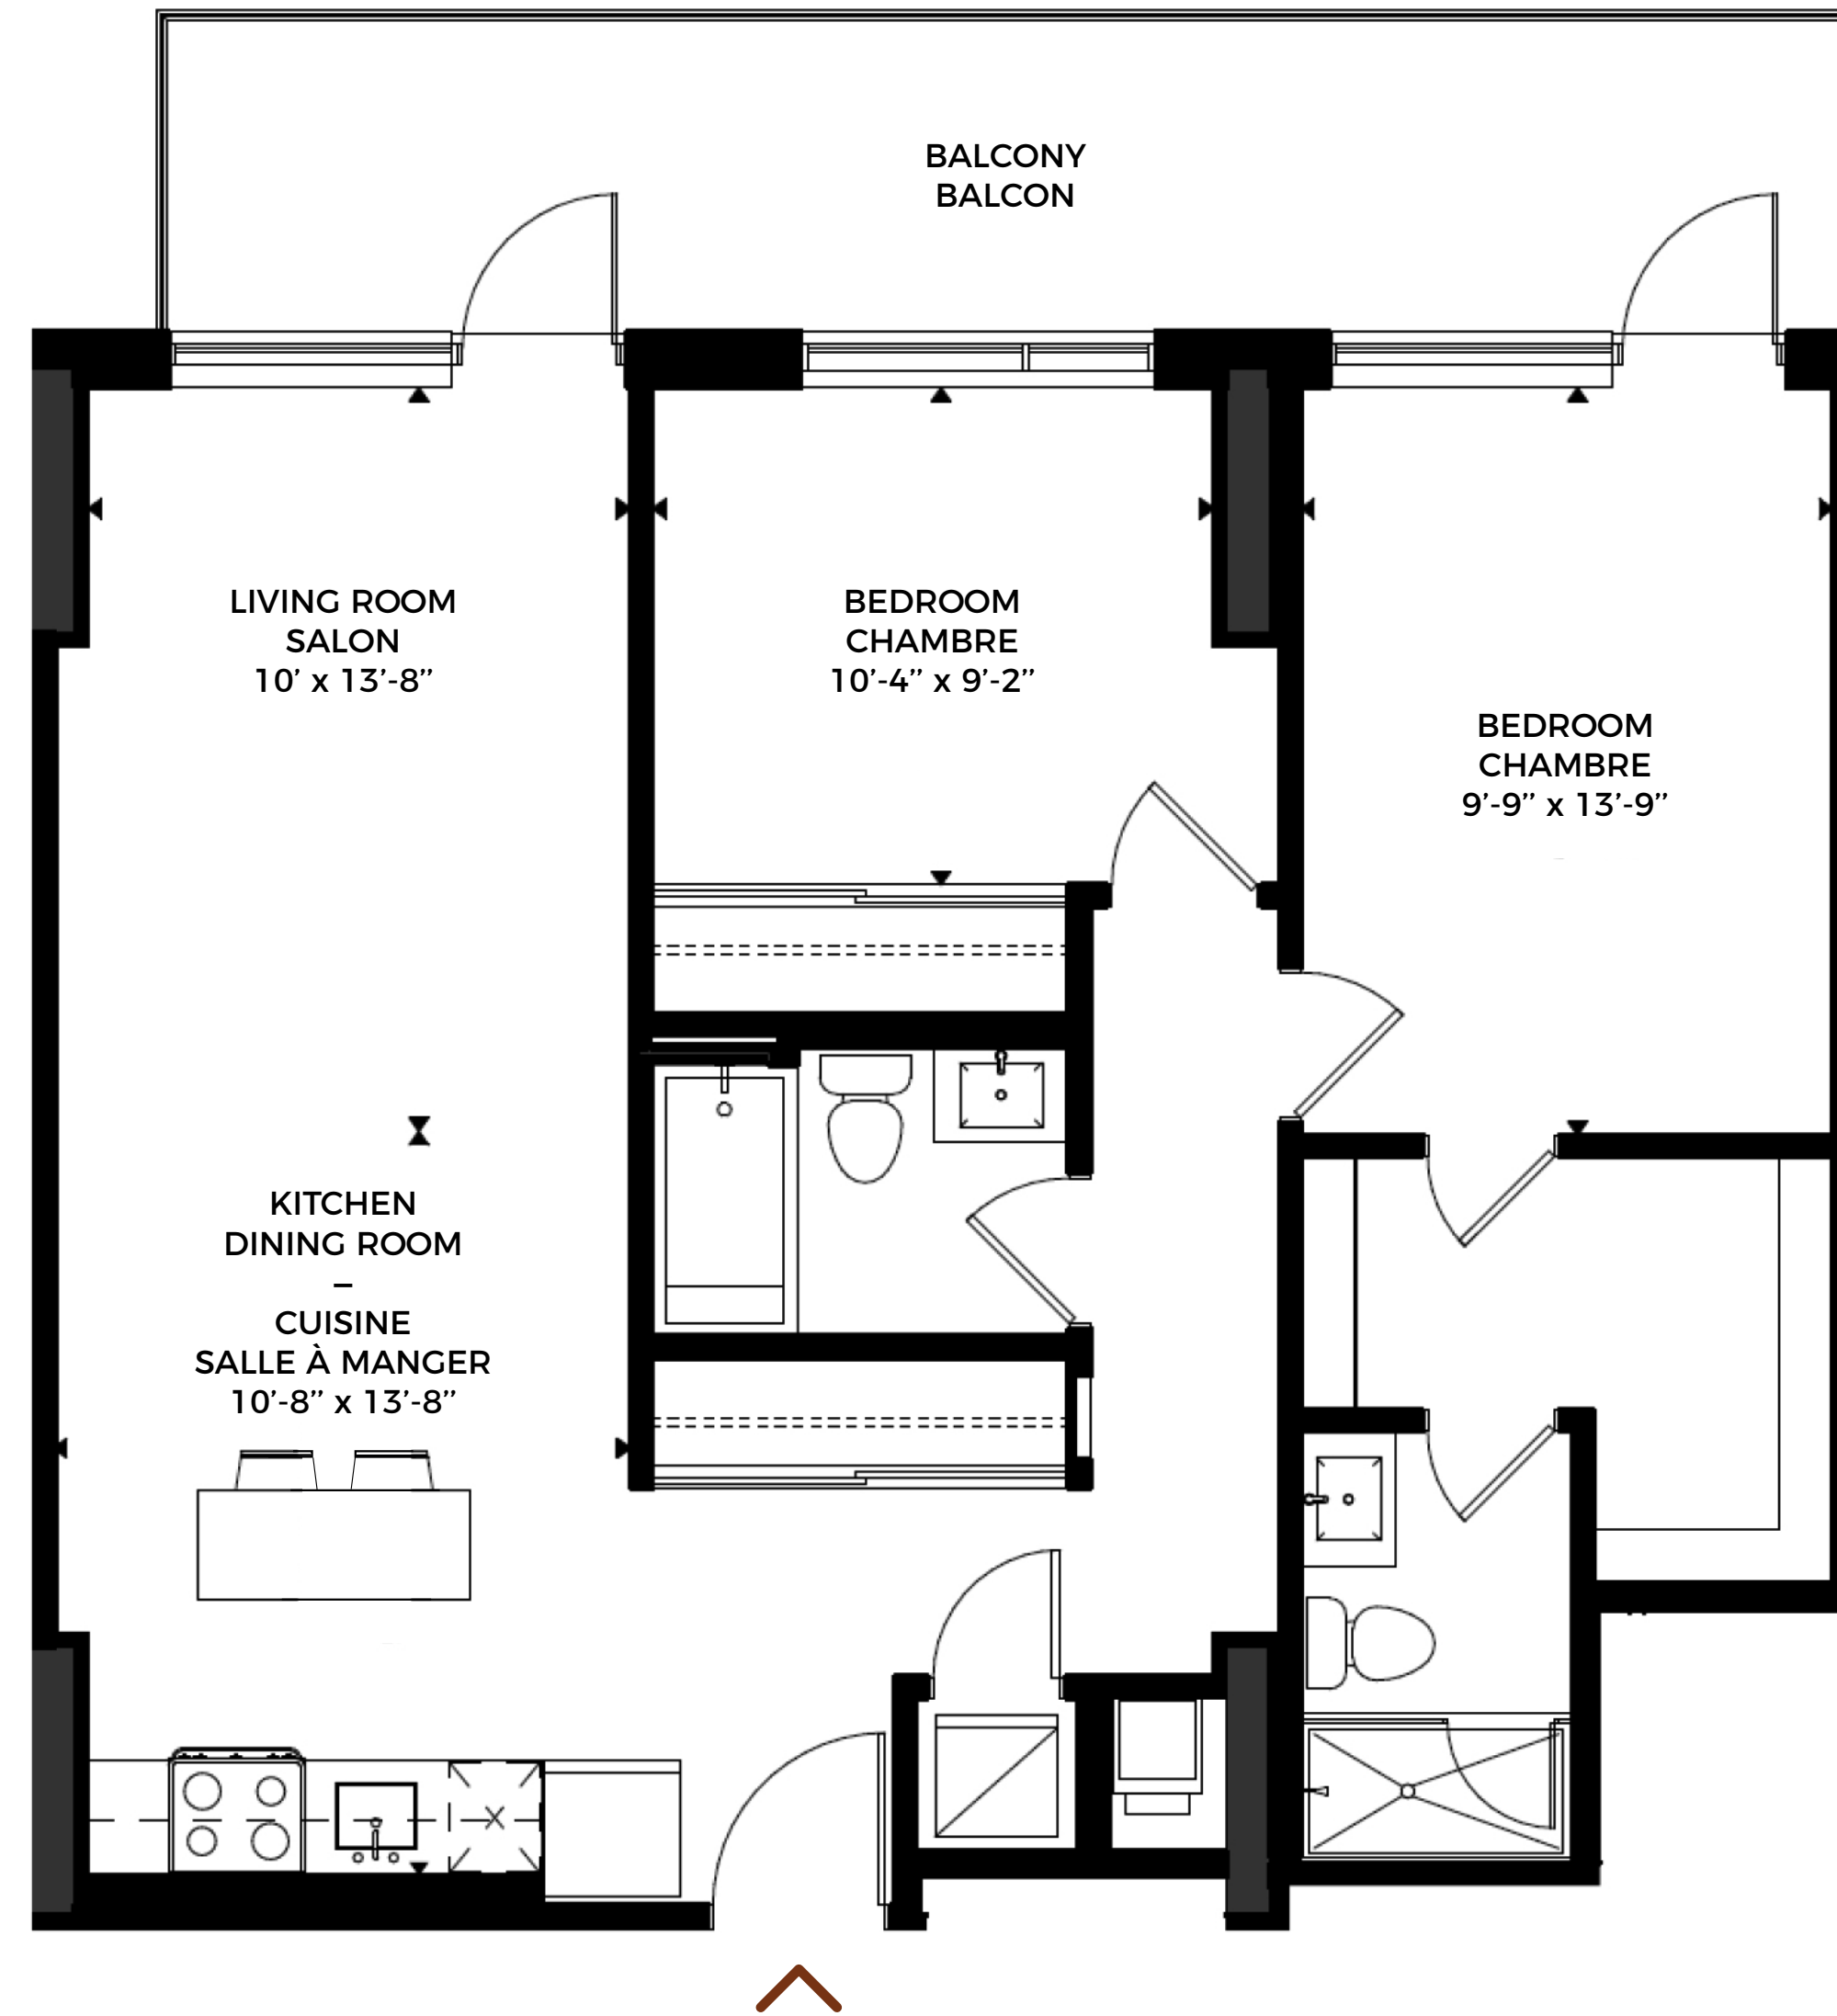 BALCONY
BALCON
LIVING ROOM
SALON
10’ x 13’-8’’
BEDROOM
CHAMBRE
10’-4’’ x 9’-2’’
BEDROOM
CHAMBRE
9’-9’’ x 13’-9’’
KITCHEN
DINING ROOM
–
CUISINE
SALLE À MANGER
10’-8’’ x 13’-8’’